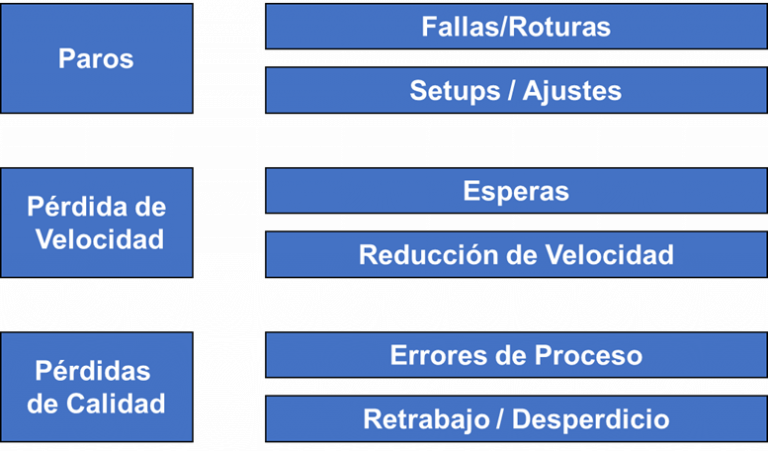 Paros
Fallas/Roturas
Setups / Ajustes
Pérdida de
Velocidad
Esperas
Reducción de Velocidad
Pérdidas
de Calidad
Errores de Proceso
Retrabajo / Desperdicio